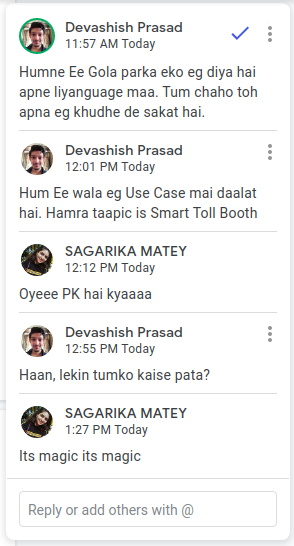 Devashish Prasad
11:57 AM Today
Humne Ee Gola parka eko eg diya hai
apne liyanguage maa. Tum chaho toh
apna eg khudhe de sakat hai.
Devashish Prasad
12:01 PM Today
Hum Ee wala eg Use Case mai daalat
hai. Hamra taapic is Smart Toll Booth
SAGARIKA MATEY
12:12 PM Today
Oyeee PK hai kyaaaa
Devashish Prasad
12:55 PM Today
Haan, lekin tumko kaise pata?
SAGARIKA MATEY
1:27 PM Today
Its magic its magic
Reply or add others with @